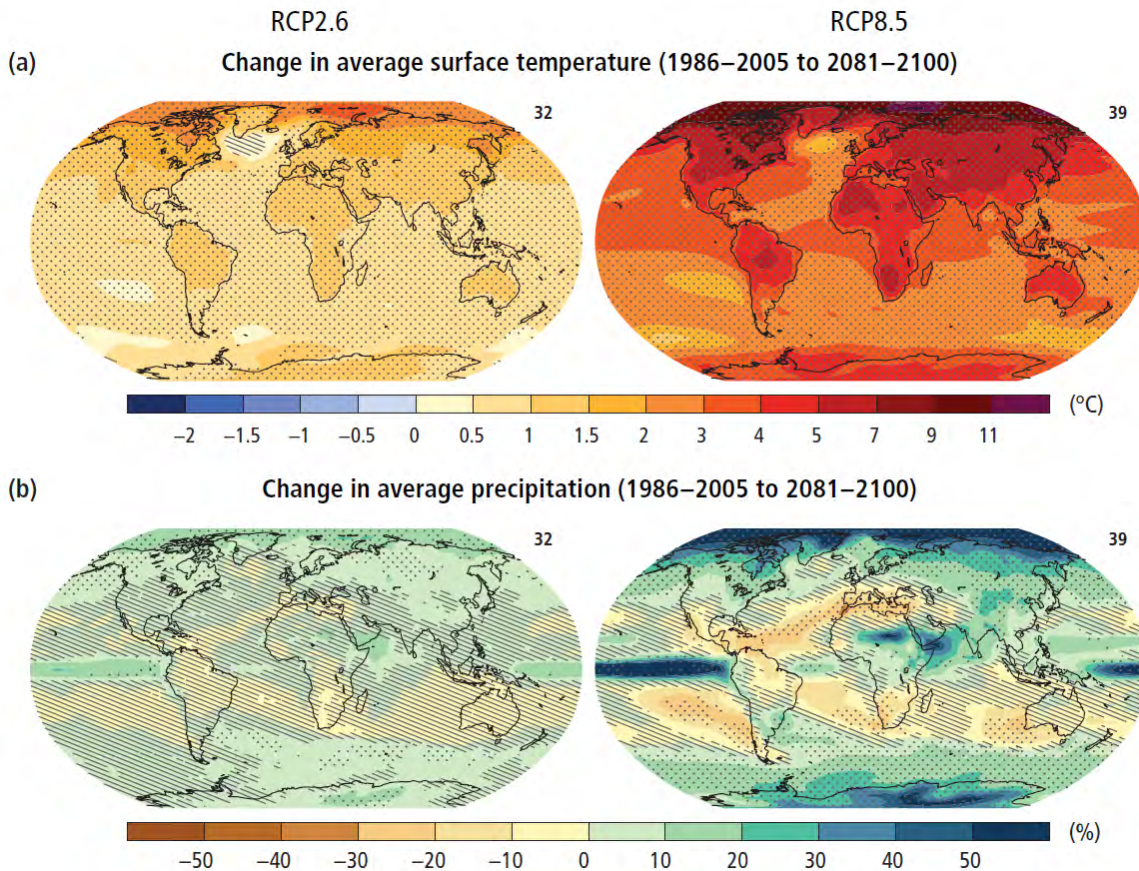 RCP2.6 RCP8.5
(a) Change in average surface temperature (1986–2005 to 2081–2100)
32 39
(°C)
−2 −1.5 −1 −0.5 0 0.5 1 1.5 2 3 4 5 7 9 11
(b) Change in average precipitation (1986–2005 to 2081–2100)
32 39
(%)
−50 −40 −30 −20 −10 0 10 20 30 40 50